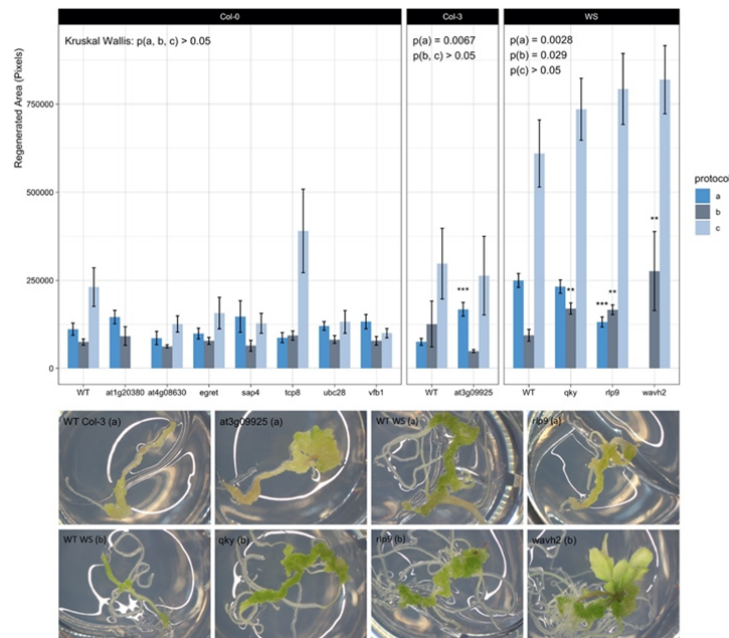 Col-0
Col-3
WS
Kruskal Wallis: p(a, b, c) > 0.05
p(a) = 0.0067
p(b, c) > 0.05
p(a) = 0.0028
p(b) = 0.029
p(c) > 0.05
Regenerated Area (Pixels)
750000
500000
250000
0
***
**
***
**
**
protocol
a
b
c
WT at1g20380 at4g08630 egret sap4 tcp8 ubc28 vfb1
WT at3g09925
WT qky rlp9 wavh2
WT Col-3 (a)
at3g09925 (a)
WT WS (a)
rlp9 (a)
WT WS (b)
qky (b)
rlp9 (b)
wavh2 (b)